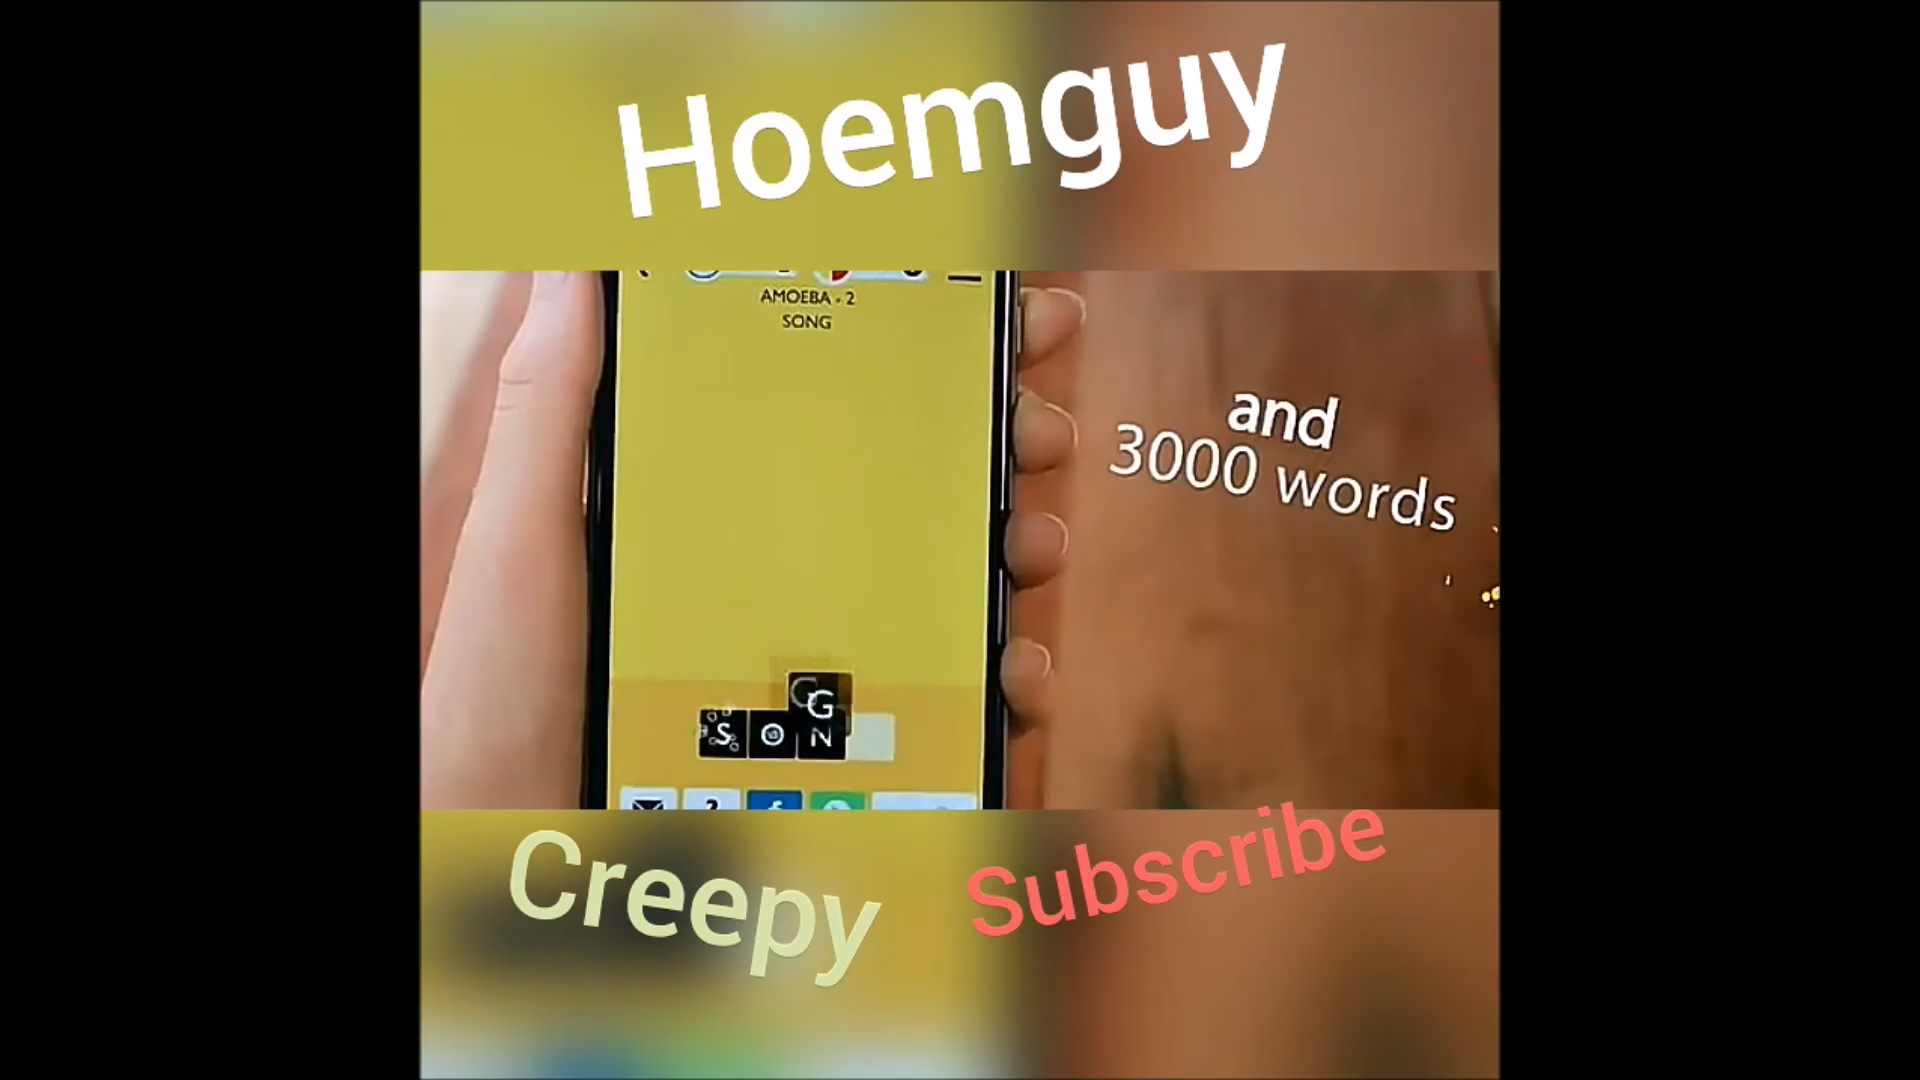 Hoemguy
AMOEBA - 2
SONG
and
3000 words
G
S O N
?
f
Creepy
Subscribe